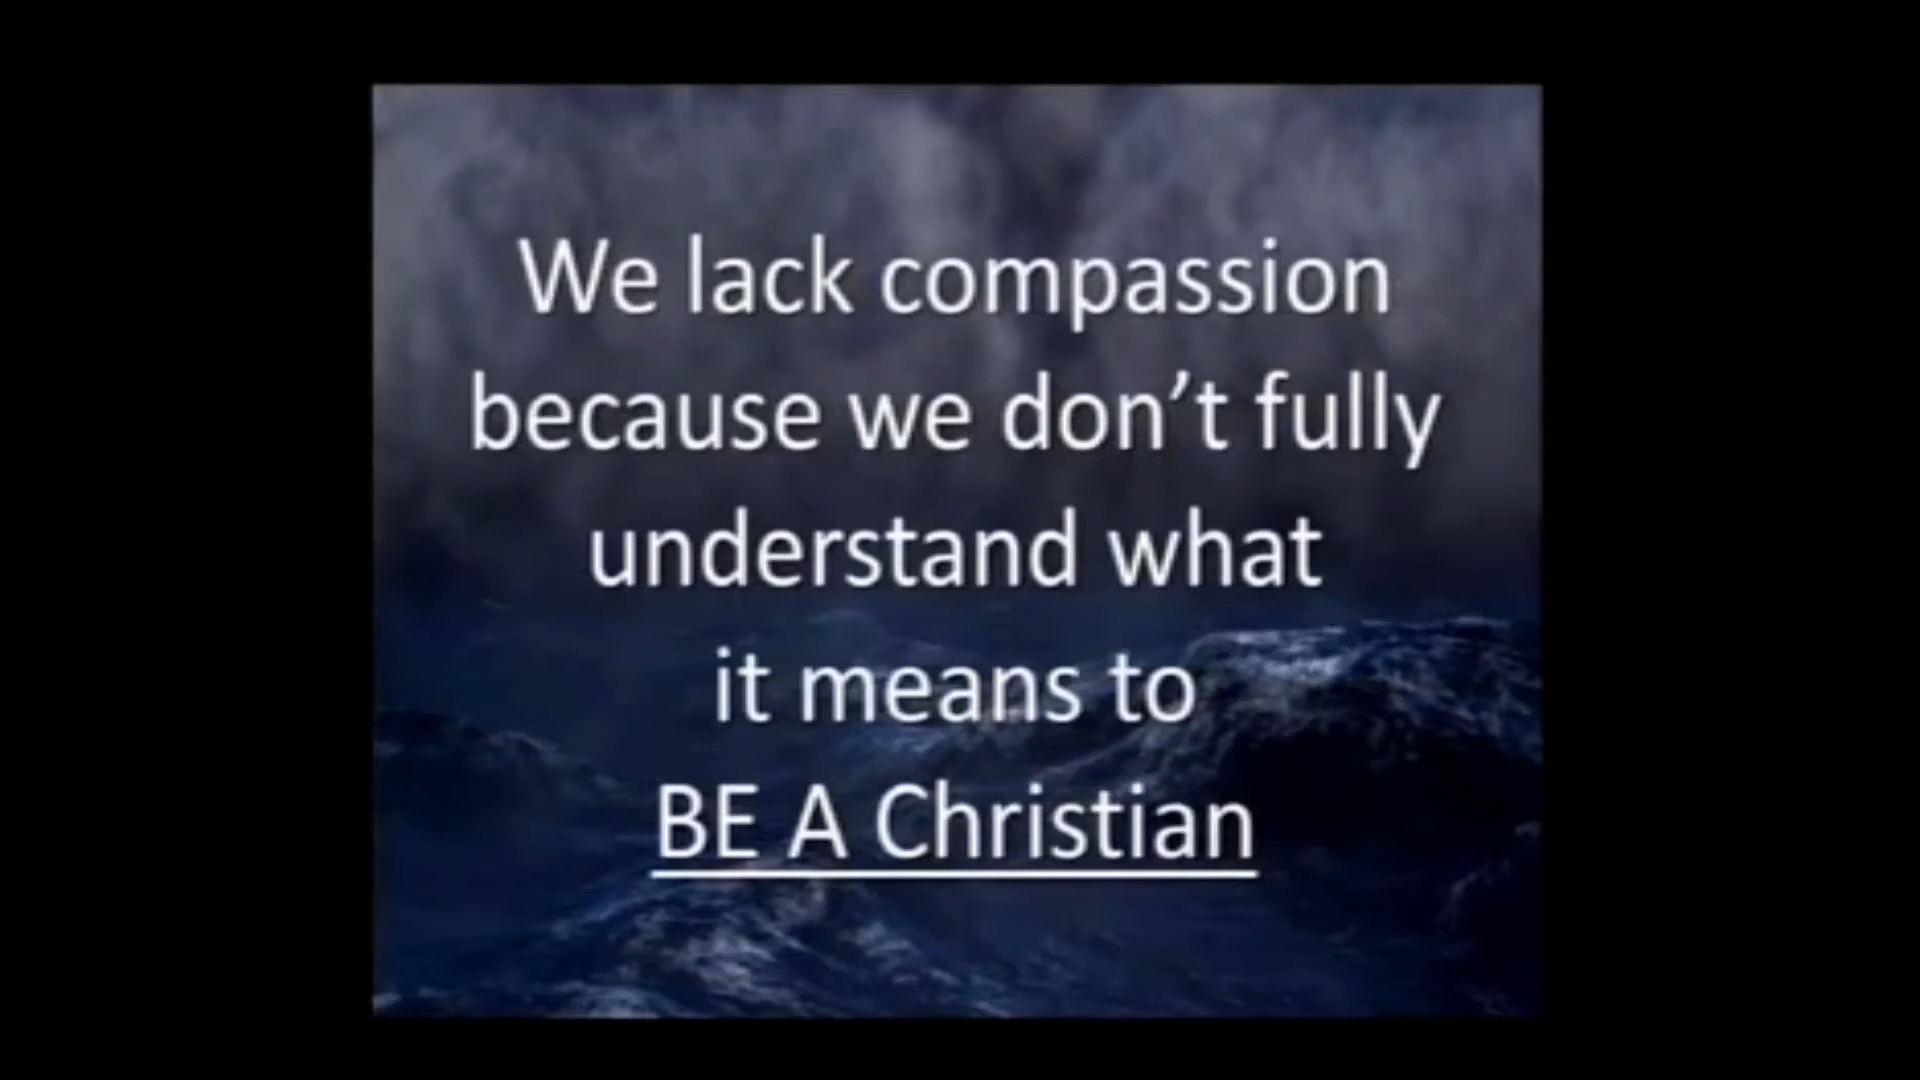 We lack compassion
because we don’t fully
understand what
it means to
BE A Christian